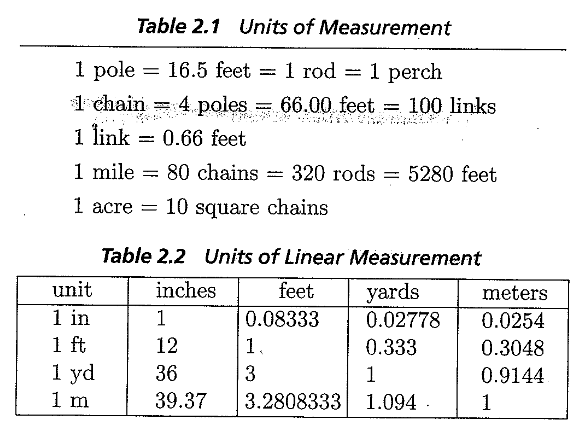 Table 2.1 Units of Measurement
1 pole = 16.5 feet = 1 rod = 1 perch
1 chain = 4 poles = 66.00 feet = 100 links
1 link = 0.66 feet
1 mile = 80 chains = 320 rods = 5280 feet
1 acre = 10 square chains
Table 2.2 Units of Linear Measurement
unit inches feet yards meters
1 in 1 0.08333 0.02778 0.0254
1 ft 12 1 0.333 0.3048
1 yd 36 3 1 0.9144
1 m 39.37 3.2808333 1.094 1